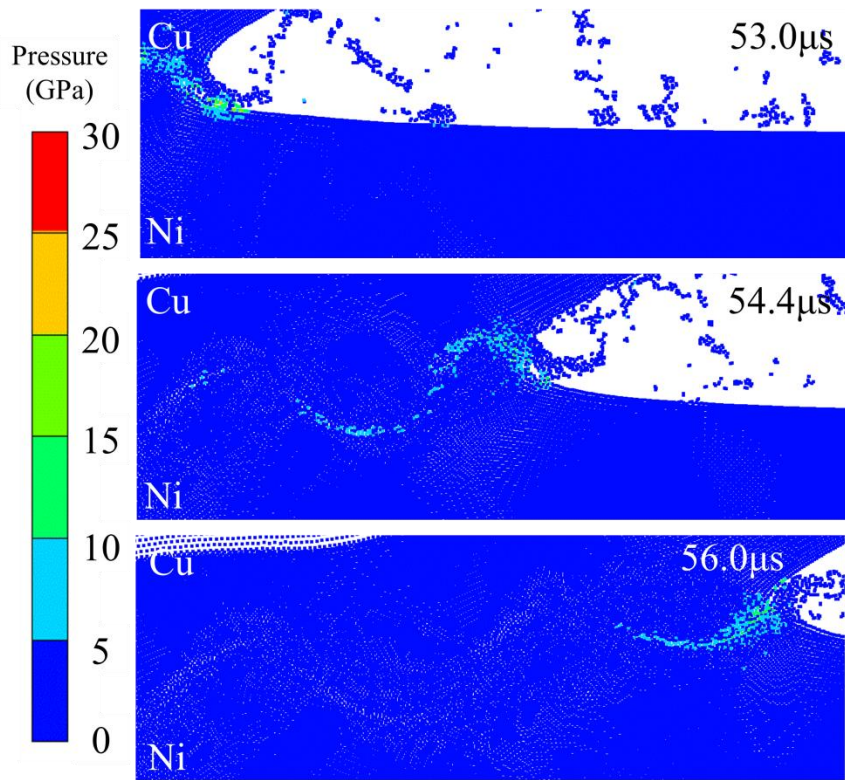 Pressure
(GPa)
30
25
20
15
10
5
0
Cu
53.0μs
Ni
Cu
54.4μs
Ni
Cu
56.0μs
Ni